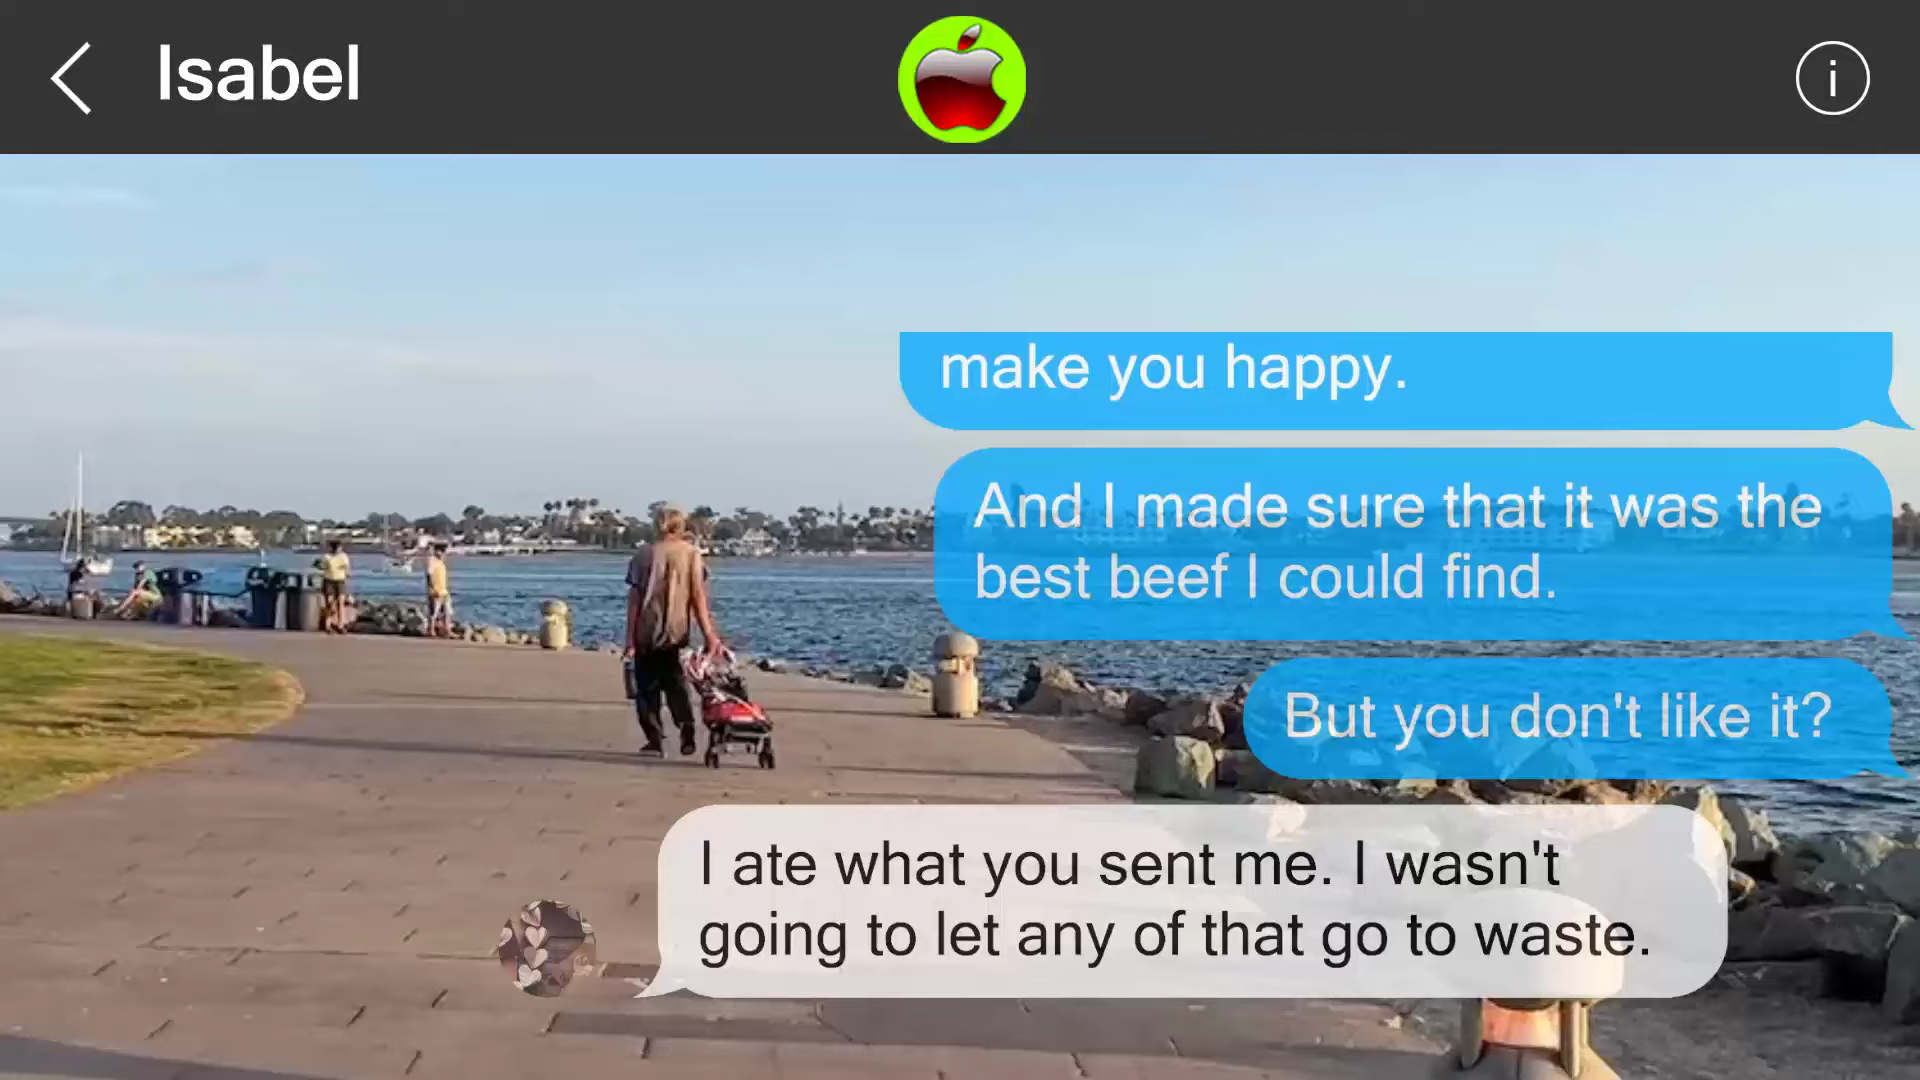 Isabel
i
make you happy.
And I made sure that it was the
best beef I could find.
But you don't like it?
I ate what you sent me. I wasn't
going to let any of that go to waste.